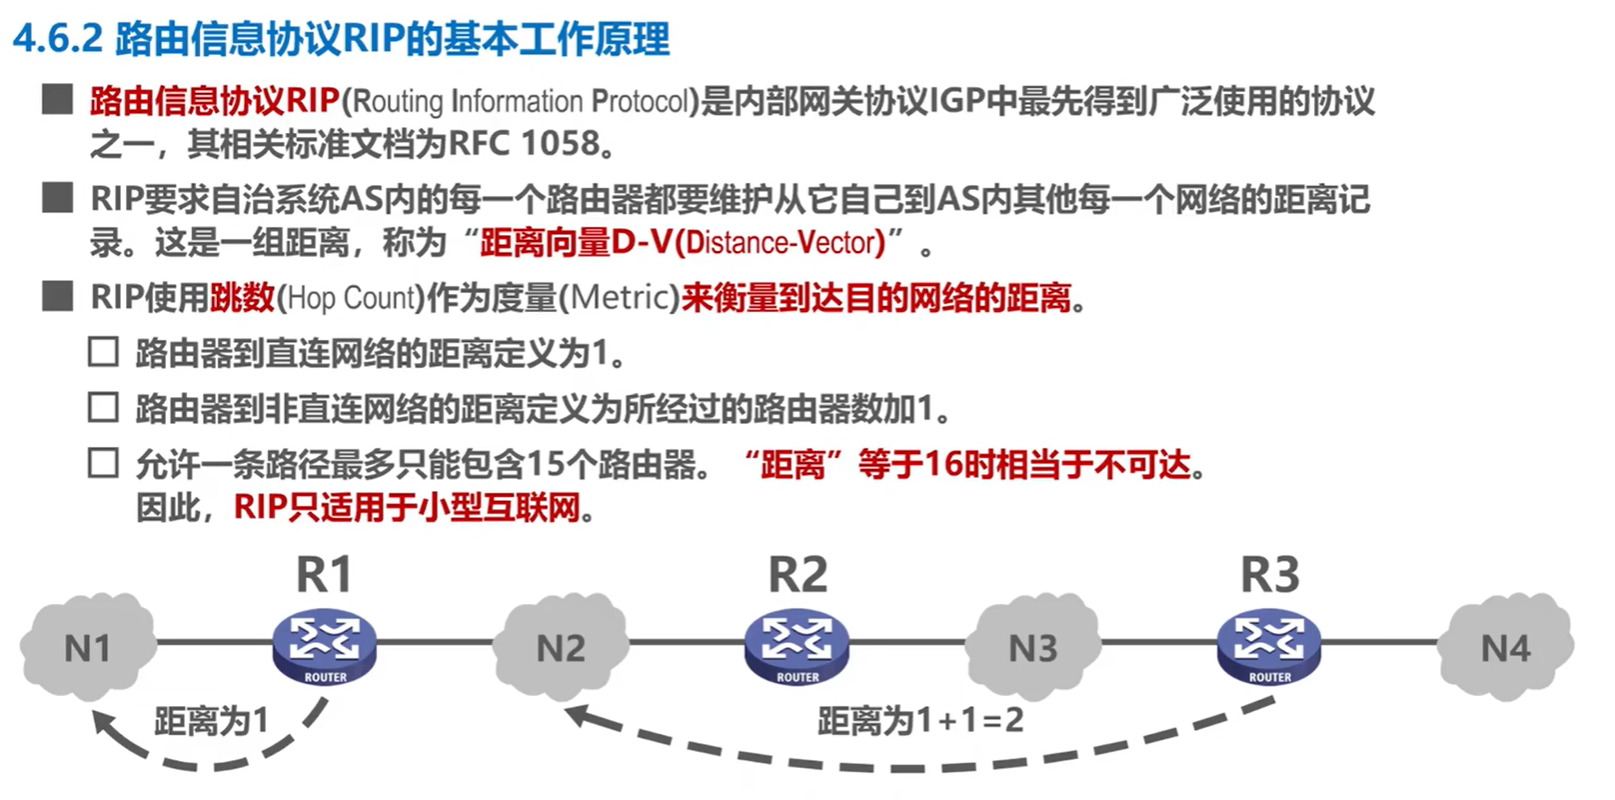 4.6.2 路由信息协议RIP的基本工作原理
路由信息协议RIP(Routing Information Protocol)是内部网关协议IGP中最先得到广泛使用的协议
之一，其相关标准文档为RFC 1058。
RIP要求自治系统AS内的每一个路由器都要维护从它自己到AS内其他每一个网络的距离记
录。这是一组距离，称为“距离向量D-V(Distance-Vector)”。
RIP使用跳数(Hop Count)作为度量(Metric)来衡量到达目的网络的距离。
路由器到直连网络的距离定义为1。
路由器到非直连网络的距离定义为所经过的路由器数加1。
允许一条路径最多只能包含15个路由器。“距离”等于16时相当于不可达。
因此，RIP只适用于小型互联网。
R1 R2 R3
N1 N2 N3 N4
ROUTER ROUTER ROUTER
距离为1 距离为1+1=2